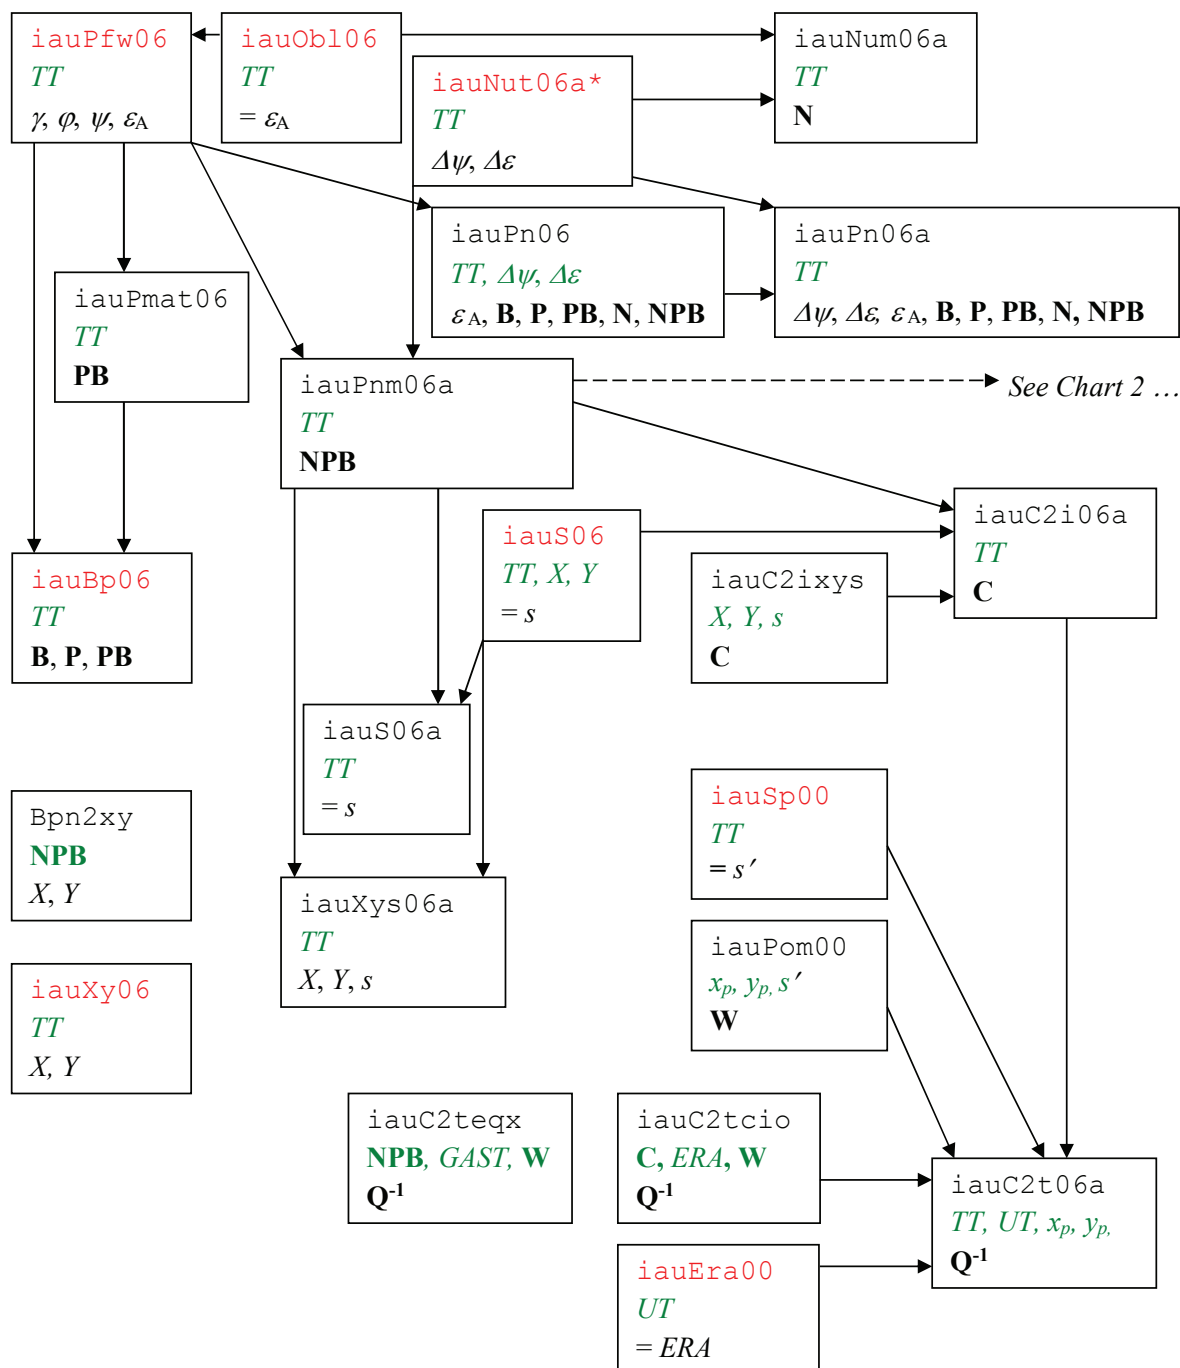 iauPfw06
TT
γ, φ, ψ, εA
iauObl06
TT
= εA
iauNut06a*
TT
Δψ, Δε
iauNum06a
TT
N
iauPn06
TT, Δψ, Δε
εA, B, P, PB, N, NPB
iauPn06a
TT
Δψ, Δε, εA, B, P, PB, N, NPB
iauPmat06
TT
PB
iauPnm06a
TT
NPB
See Chart 2 …
iauC2i06a
TT
C
iauS06
TT, X, Y
= s
iauC2ixys
X, Y, s
C
iauBp06
TT
B, P, PB
iauS06a
TT
= s
iauSp00
TT
= s′
Bpn2xy
NPB
X, Y
iauXys06a
TT
X, Y, s
iauPom00
xp, yp, s′
W
iauXy06
TT
X, Y
iauC2teqx
NPB, GAST, W
Q-1
iauC2tcio
C, ERA, W
Q-1
iauC2t06a
TT, UT, xp, yp,
Q-1
iauEra00
UT
= ERA